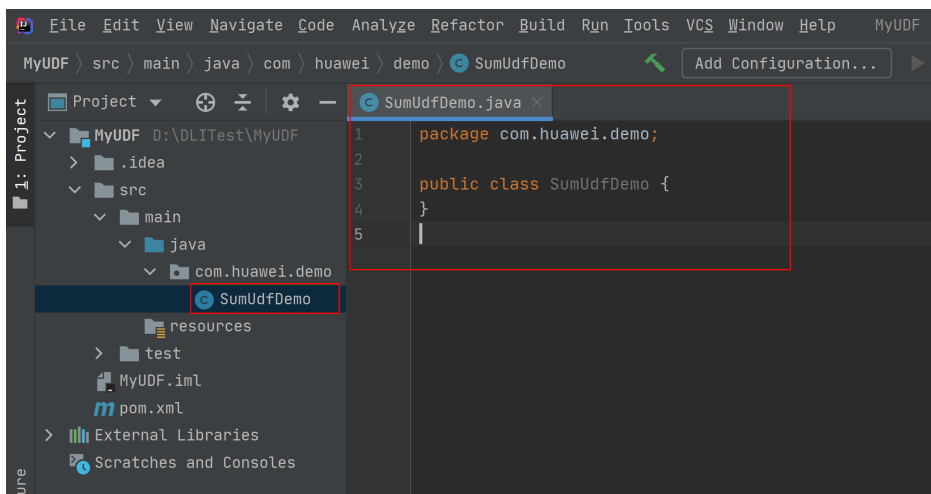 File Edit View Navigate Code Analyze Refactor Build Run Tools VCS Window Help MyUDF
MyUDF src main java com huawei demo SumUdfDemo Add Configuration...
1: Project
Project
MyUDF D:\DLITest\MyUDF
.idea
src
main
java
com.huawei.demo
SumUdfDemo
resources
test
MyUDF.iml
pom.xml
External Libraries
Scratches and Consoles
SumUdfDemo.java
1 package com.huawei.demo;
2
3 public class SumUdfDemo {
4 }
5